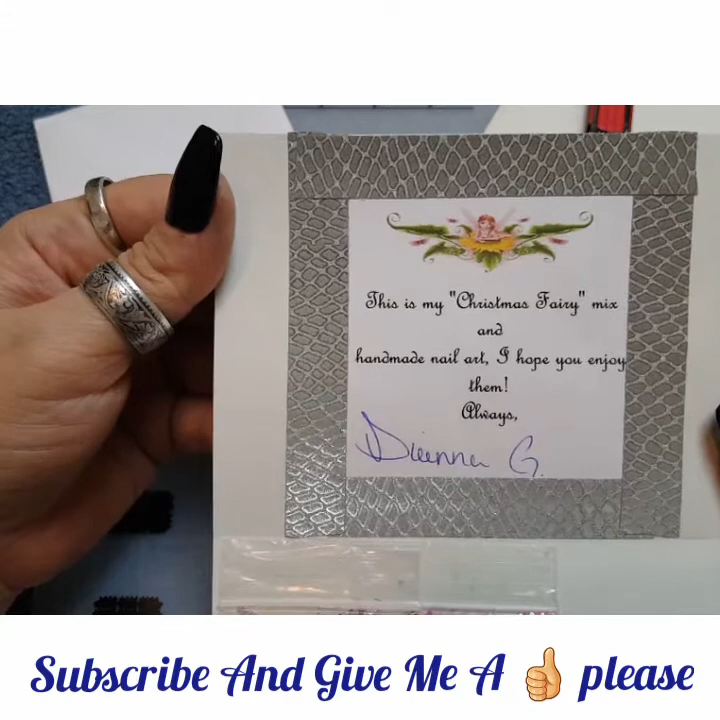 This is my "Christmas Fairy" mix
and
handmade nail art, I hope you enjoy
them!
Always,
Dienna G.
Subscribe And Give Me A 👍 please